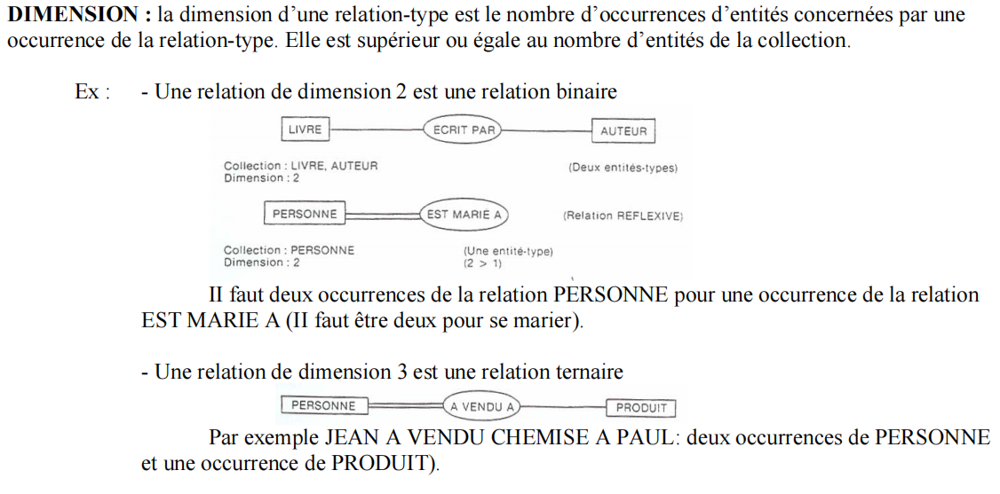 DIMENSION : la dimension d’une relation-type est le nombre d’occurrences d’entités concernées par une
occurrence de la relation-type. Elle est supérieur ou égale au nombre d’entités de la collection.
Ex : - Une relation de dimension 2 est une relation binaire
LIVRE ECRIT PAR AUTEUR
Collection : LIVRE, AUTEUR (Deux entités-types)
Dimension : 2
PERSONNE EST MARIE A (Relation REFLEXIVE)
Collection : PERSONNE (Une entité-type)
Dimension : 2 (2 > 1)
II faut deux occurrences de la relation PERSONNE pour une occurrence de la relation
EST MARIE A (II faut être deux pour se marier).
- Une relation de dimension 3 est une relation ternaire
PERSONNE A VENDU A PRODUIT
Par exemple JEAN A VENDU CHEMISE A PAUL: deux occurrences de PERSONNE
et une occurrence de PRODUIT).